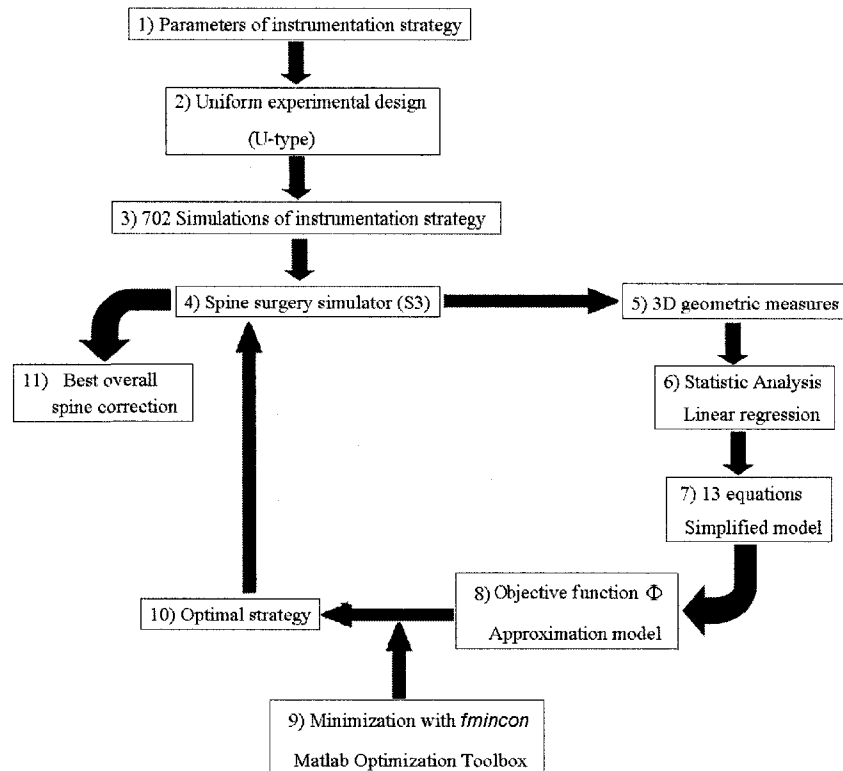 1) Parameters of instrumentation strategy
2) Uniform experimental design
(U-type)
3) 702 Simulations of instrumentation strategy
4) Spine surgery simulator (S3)
5) 3D geometric measures
6) Statistic Analysis
Linear regression
7) 13 equations
Simplified model
8) Objective function Φ
Approximation model
9) Minimization with fmincon
Matlab Optimization Toolbox
10) Optimal strategy
11) Best overall
spine correction